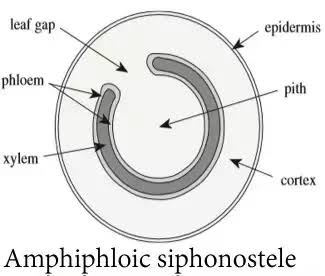 leaf gap
epidermis
phloem
pith
xylem
cortex
Amphiphloic siphonostele